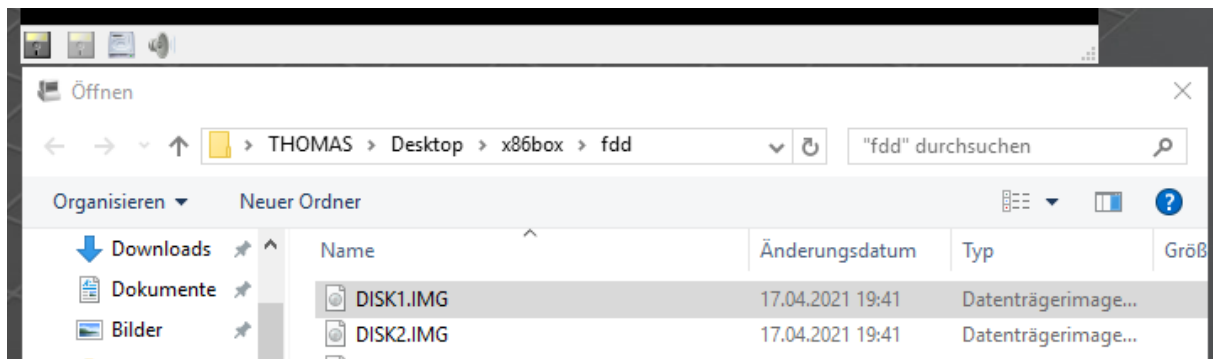 Öffnen
THOMAS > Desktop > x86box > fdd "fdd" durchsuchen
Organisieren Neuer Ordner
Downloads Name Änderungsdatum Typ Größ
Dokumente DISK1.IMG 17.04.2021 19:41 Datenträgerimage...
Bilder DISK2.IMG 17.04.2021 19:41 Datenträgerimage...